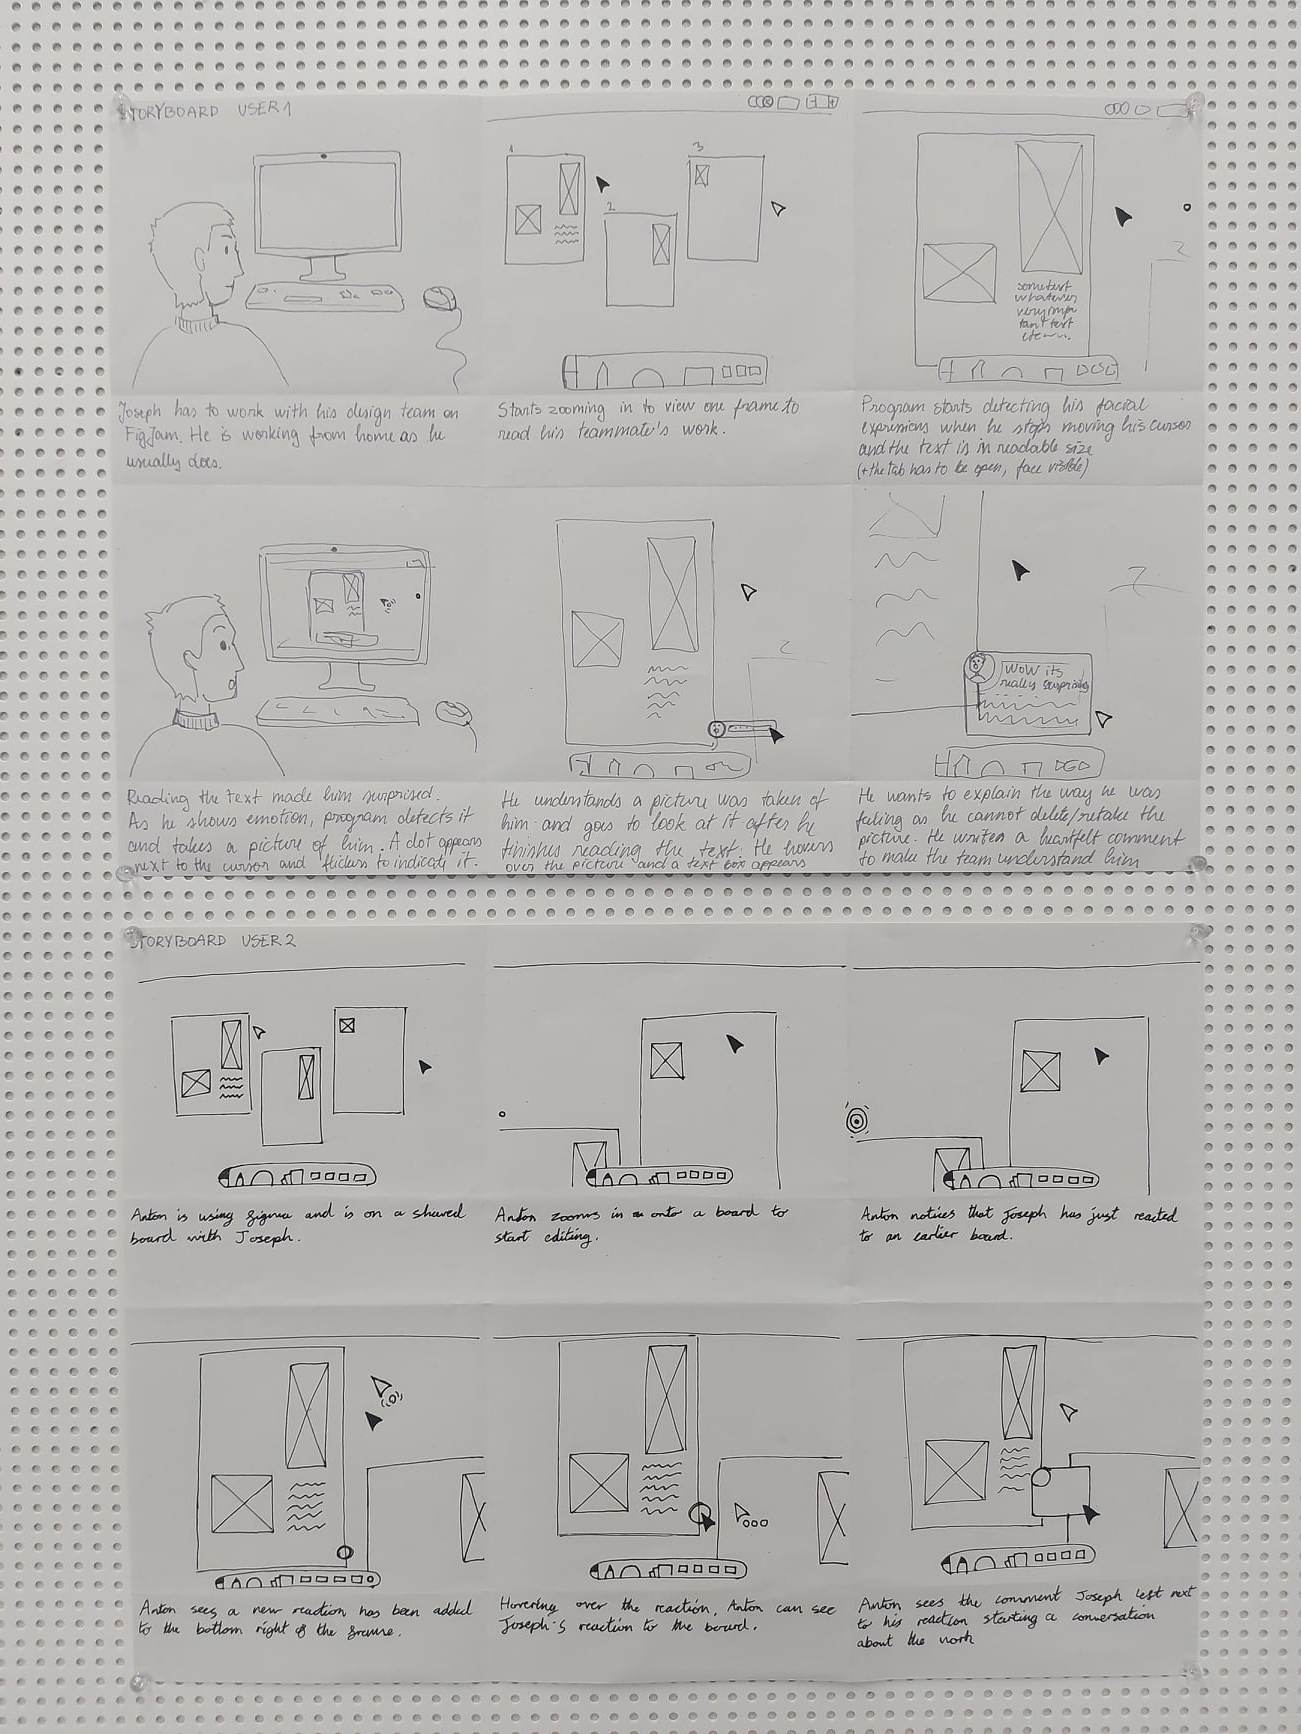 STORYBOARD USER 1
1
2
3
some text
whatever
very impo
tant text
2
Joseph has to work with his design team on
FigJam. He is working from home as he
usually does.
Starts zooming in to view one frame to
read his teammate's work.
Program starts detecting his facial
expressions when he stops moving his cursor
and the text is in readable size
(+the tab has to be open, face visible)
2
2
WOW its
really surprising
Reading the text made him surprised.
As he shows emotion, program detects it
and takes a picture of him. A dot appears
next to the cursor and flickers to indicate it.
He understands a picture was taken of
him and goes to look at it after he
finishes reading the text. He hovers
over the picture and a text box appears
He wants to explain the way he was
feeling as he cannot delete/retake the
picture. He writes a heartfelt comment
to make the team understand him
STORYBOARD USER 2
Anton is using figma and is on a shared
board with Joseph.
Anton zooms in onto a board to
start editing.
Anton notices that Joseph has just reacted
to an earlier board.
Anton sees a new reaction has been added
to the bottom right of the frame.
Hovering over the reaction, Anton can see
Joseph's reaction to the board.
Anton sees the comment Joseph left next
to his reaction starting a conversation
about the work